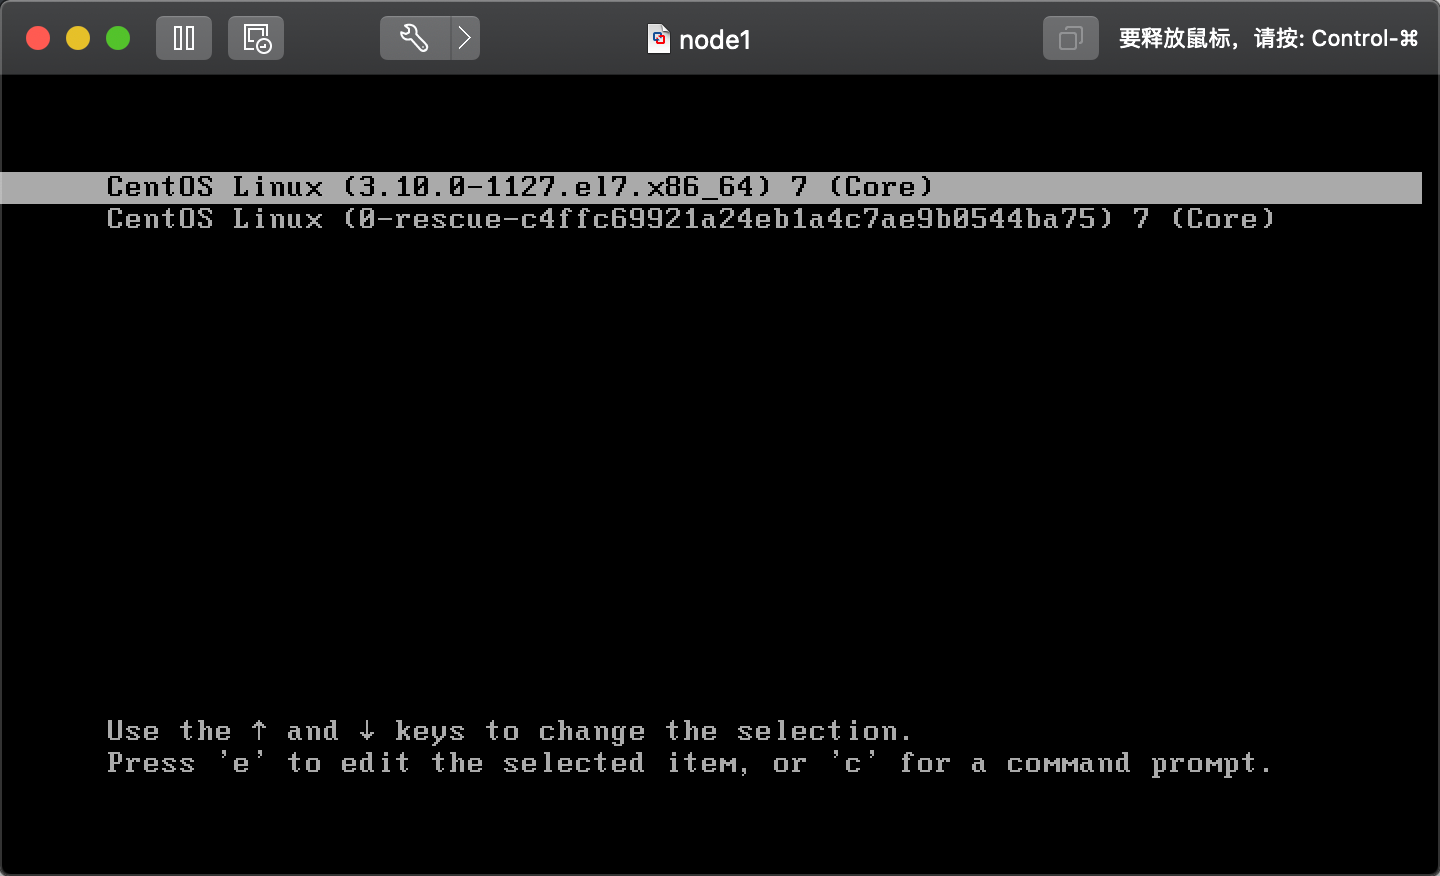 node1
要释放鼠标，请按: Control-⌘
CentOS Linux (3.10.0-1127.el7.x86_64) 7 (Core)
CentOS Linux (0-rescue-c4ffc69921a24eb1a4c7ae9b0544ba75) 7 (Core)
Use the ↑ and ↓ keys to change the selection.
Press 'e' to edit the selected item, or 'c' for a command prompt.